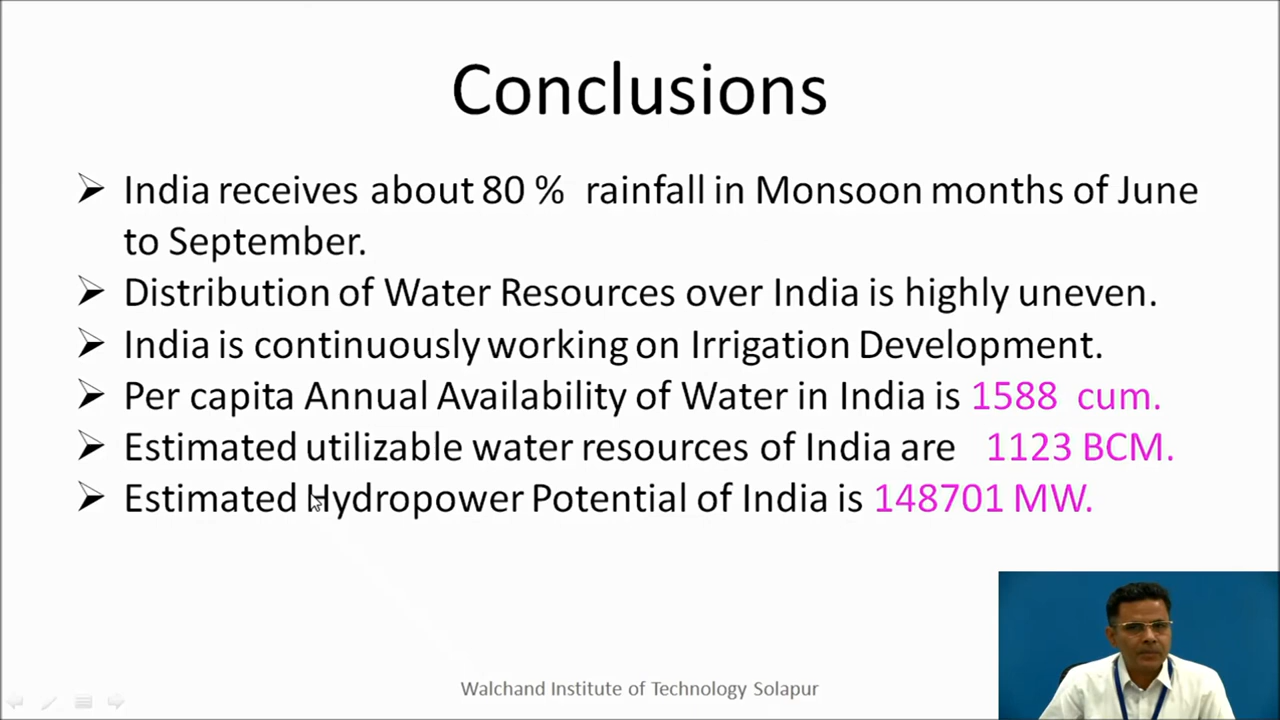 Conclusions
India receives about 80 % rainfall in Monsoon months of June
to September.
Distribution of Water Resources over India is highly uneven.
India is continuously working on Irrigation Development.
Per capita Annual Availability of Water in India is 1588 cum.
Estimated utilizable water resources of India are 1123 BCM.
Estimated Hydropower Potential of India is 148701 MW.
Walchand Institute of Technology Solapur